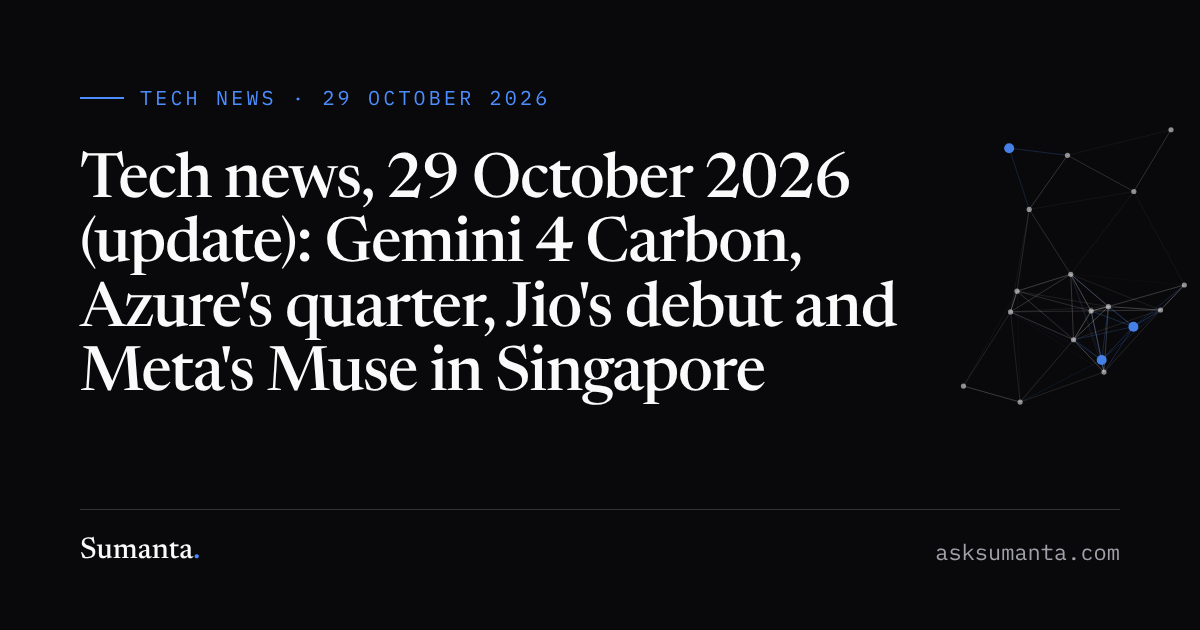 TECH NEWS · 29 OCTOBER 2026
Tech news, 29 October 2026
(update): Gemini 4 Carbon,
Azure's quarter, Jio's debut and
Meta's Muse in Singapore
Sumanta.
asksumanta.com